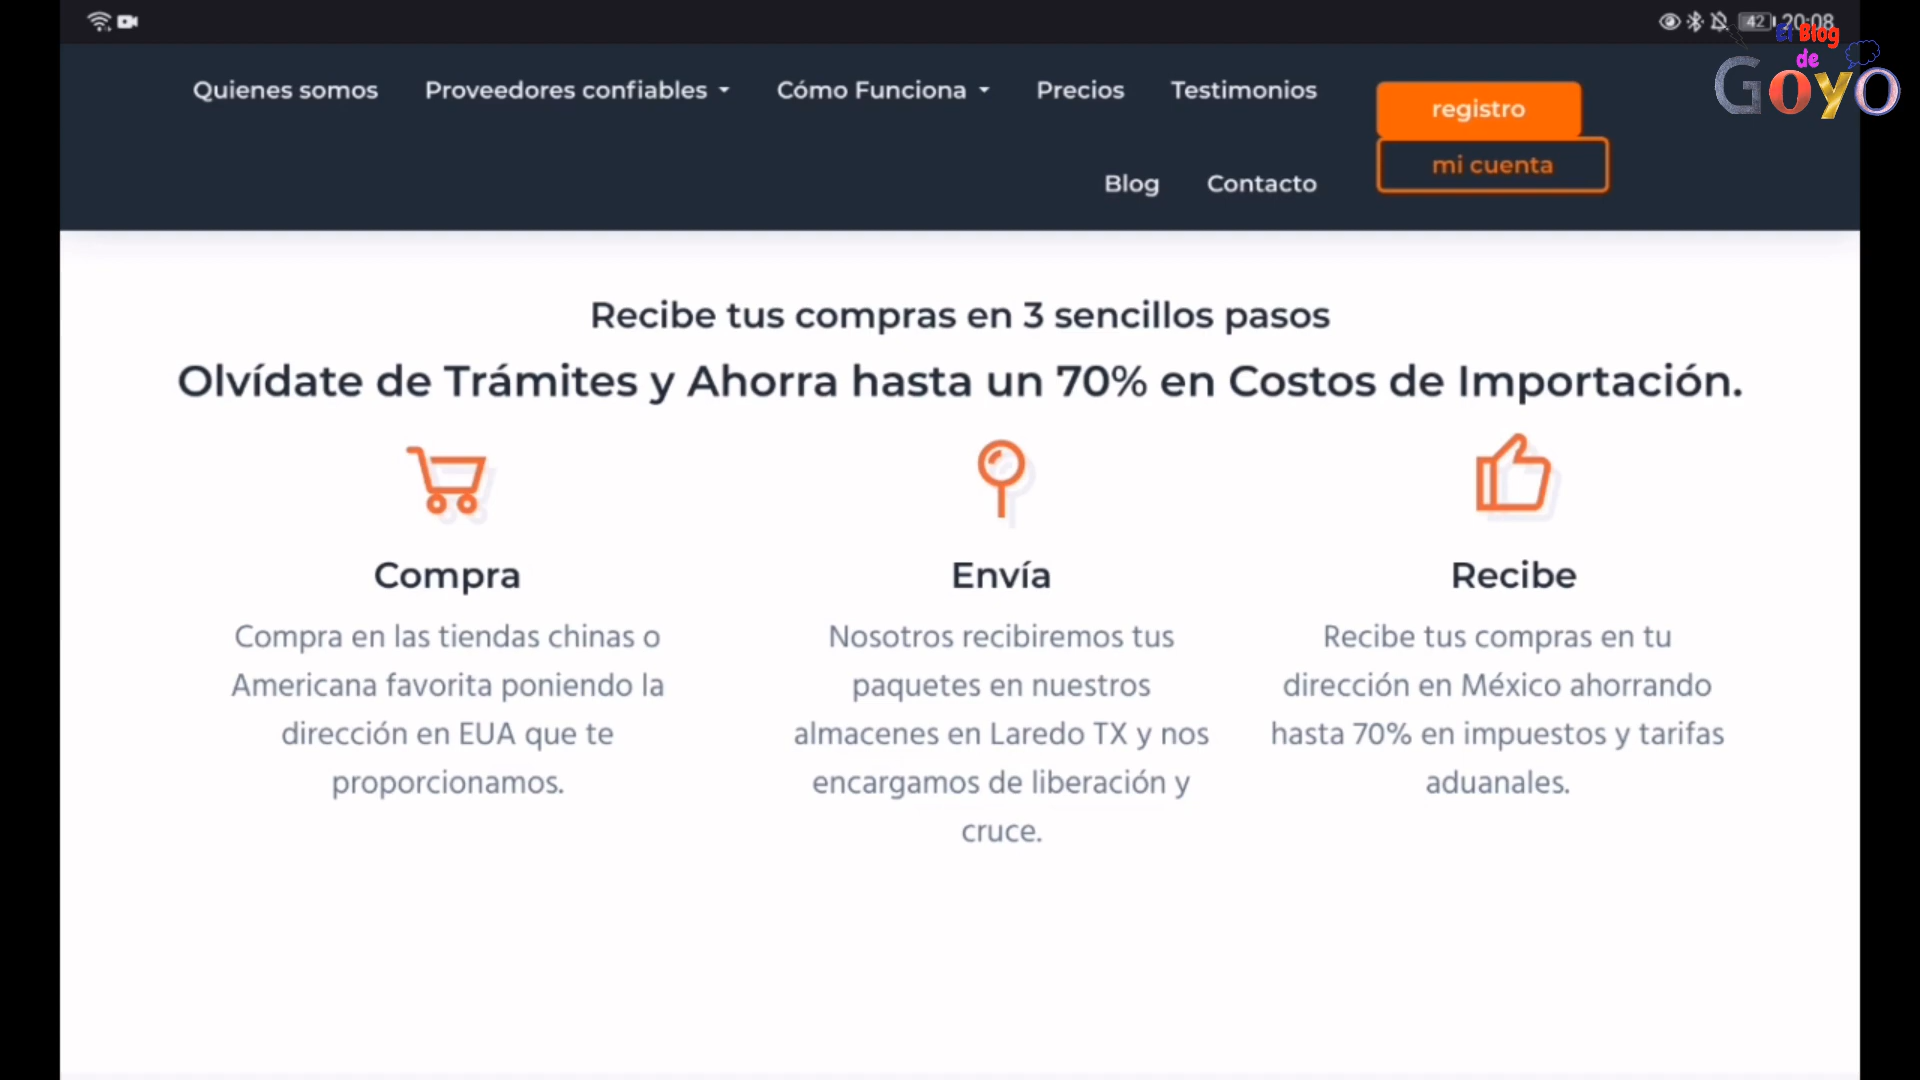 42 20:08
El Blog
de
Goyo
Quienes somos Proveedores confiables Cómo Funciona Precios Testimonios registro
mi cuenta
Blog Contacto
Recibe tus compras en 3 sencillos pasos
Olvídate de Trámites y Ahorra hasta un 70% en Costos de Importación.
Compra
Compra en las tiendas chinas o
Americana favorita poniendo la
dirección en EUA que te
proporcionamos.
Envía
Nosotros recibiremos tus
paquetes en nuestros
almacenes en Laredo TX y nos
encargamos de liberación y
cruce.
Recibe
Recibe tus compras en tu
dirección en México ahorrando
hasta 70% en impuestos y tarifas
aduanales.